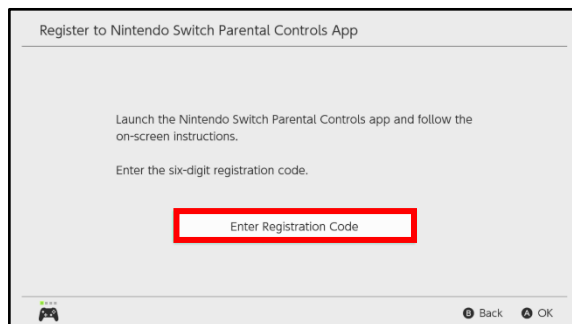 Register to Nintendo Switch Parental Controls App
Launch the Nintendo Switch Parental Controls app and follow the
on-screen instructions.
Enter the six-digit registration code.
Enter Registration Code
B Back A OK